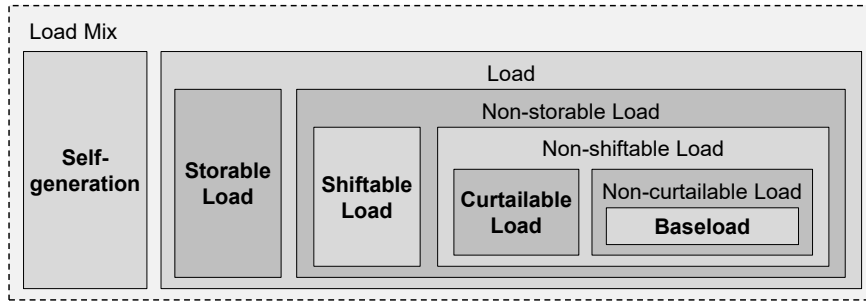 Load Mix
Load
Non-storable Load
Non-shiftable Load
Self-
generation
Storable
Load
Shiftable
Load
Curtailable
Load
Non-curtailable Load
Baseload